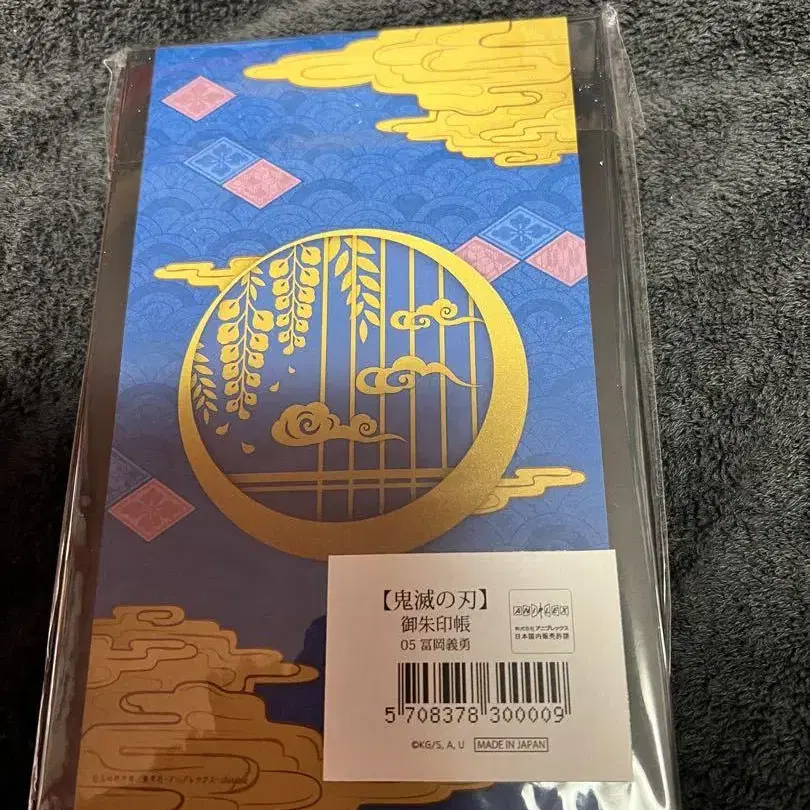 【鬼滅の刃】
御朱印帳
05 冨岡義勇
ANIPLEX
株式会社 アニプレックス
日本国内販売許諾
5 708378 300009
©KG/S, A, U
MADE IN JAPAN